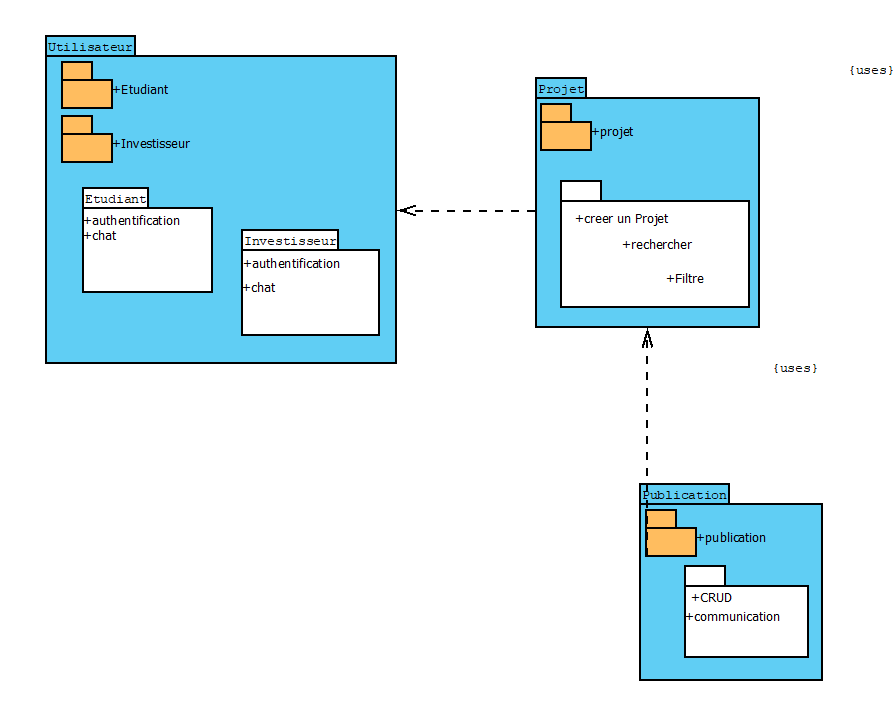 Utilisateur
+Etudiant
+Investisseur
Etudiant
+authentification
+chat
Investisseur
+authentification
+chat
{uses}
Projet
+projet
+creer un Projet
+rechercher
+Filtre
{uses}
Publication
+publication
+CRUD
+communication